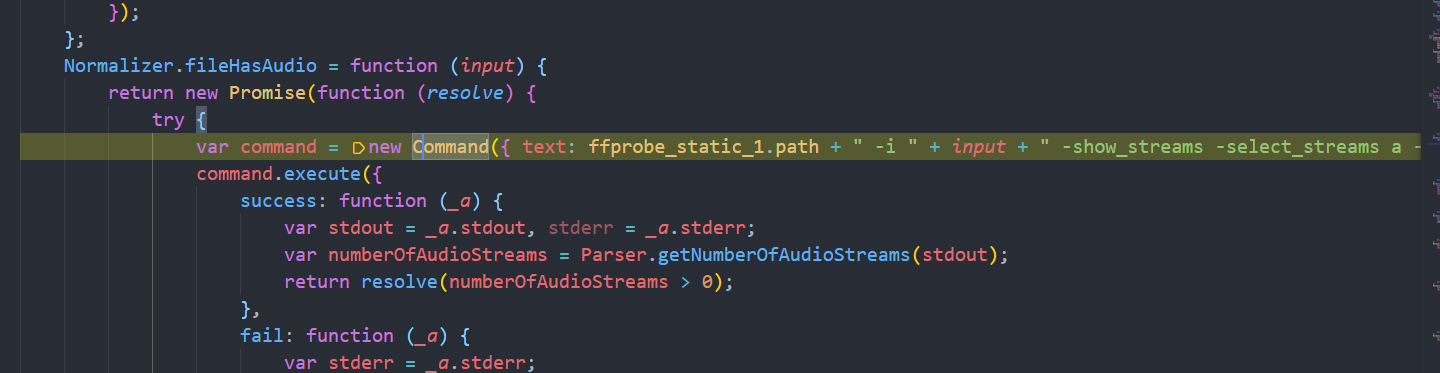 });
};
Normalizer.fileHasAudio = function (input) {
return new Promise(function (resolve) {
try {
var command = new Command({ text: ffprobe_static_1.path + " -i " + input + " -show_streams -select_streams a -
command.execute({
success: function (_a) {
var stdout = _a.stdout, stderr = _a.stderr;
var numberOfAudioStreams = Parser.getNumberOfAudioStreams(stdout);
return resolve(numberOfAudioStreams > 0);
},
fail: function (_a) {
var stderr = _a.stderr;